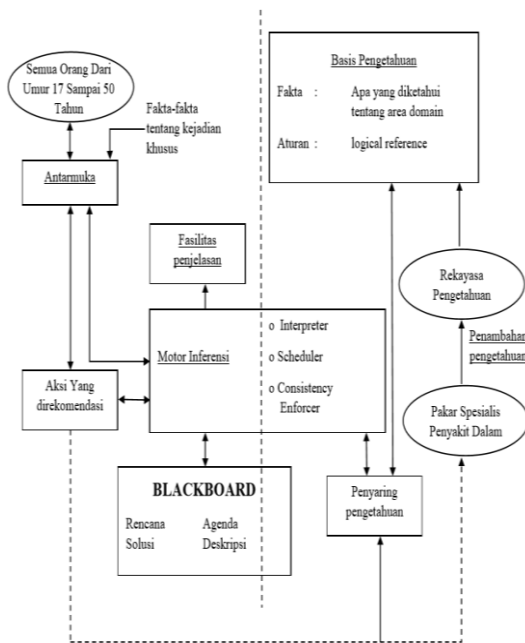 Semua Orang Dari
Umur 17 Sampai 50
Tahun
Fakta-fakta
tentang kejadian
khusus
Antarmuka
Basis Pengetahuan
Fakta : Apa yang diketahui
tentang area domain
Aturan : logical reference
Fasilitas
penjelasan
Rekayasa
Pengetahuan
Penambahan
pengetahuan
Motor Inferensi
o Interpreter
o Scheduler
o Consistency
Enforcer
Aksi Yang
direkomendasi
Pakar Spesialis
Penyakit Dalam
BLACKBOARD
Rencana Agenda
Solusi Deskripsi
Penyaring
pengetahuan